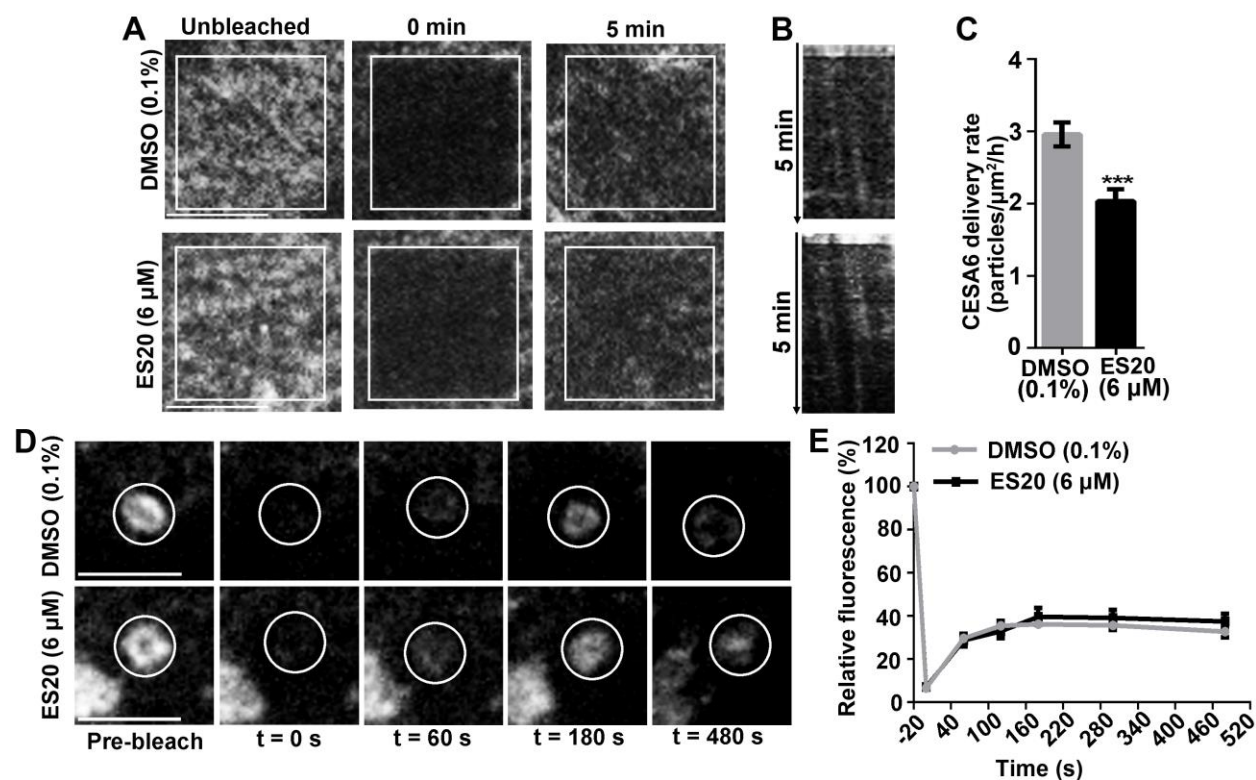 A
Unbleached
0 min
5 min
DMSO (0.1%)
ES20 (6 µM)
B
5 min
5 min
C
CESA6 delivery rate
(particles/µm²/h)
4
3
2
1
0
***
DMSO
(0.1%)
ES20
(6 µM)
D
DMSO (0.1%)
ES20 (6 µM)
Pre-bleach
t = 0 s
t = 60 s
t = 180 s
t = 480 s
E
Relative fluorescence (%)
120
100
80
60
40
20
0
DMSO (0.1%)
ES20 (6 µM)
-20
40
100
160
220
280
340
400
460
520
Time (s)